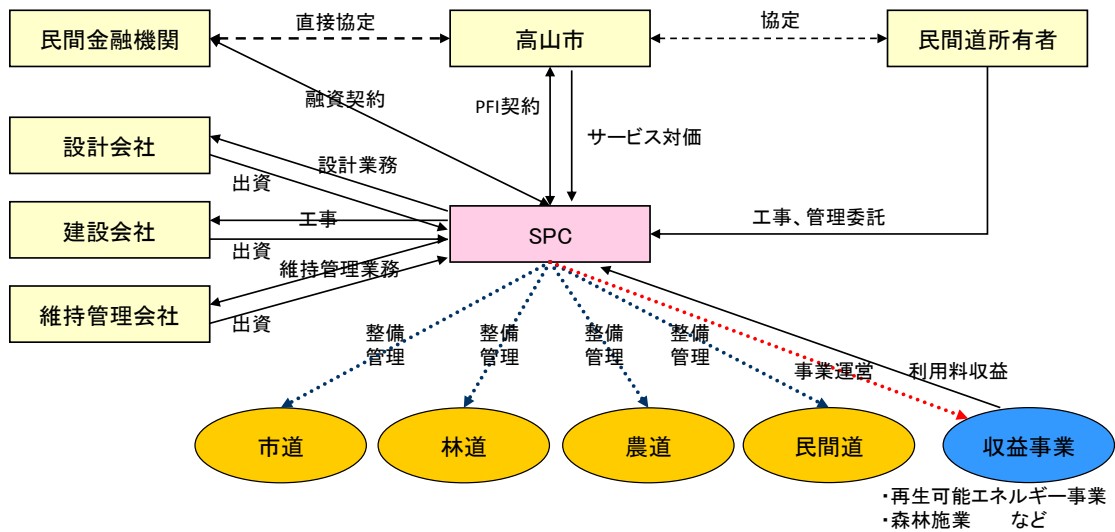 直接協定
協定
民間金融機関
高山市
民間道所有者
融資契約
PFI契約
サービス対価
設計会社
設計業務
出資
建設会社
工事
出資
SPC
工事、管理委託
維持管理業務
維持管理会社
出資
整備
管理
整備
管理
整備
管理
整備
管理
事業運営
利用料収益
市道
林道
農道
民間道
収益事業
・再生可能エネルギー事業
・森林施業 など